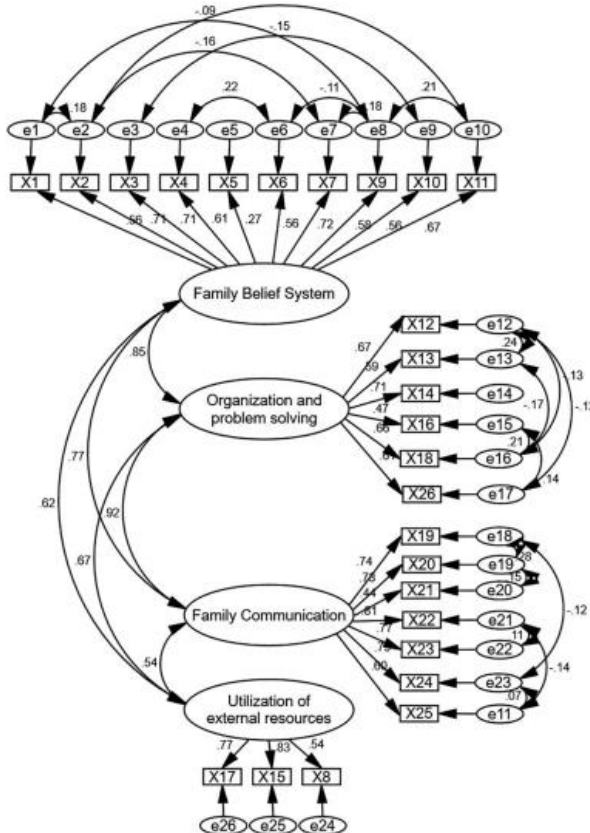 -.09
-.15
-.16
.18
.22
-.11
.18
.21
e1 e2 e3 e4 e5 e6 e7 e8 e9 e10
X1 X2 X3 X4 X5 X6 X7 X9 X10 X11
.56 .71 .71 .61 .27 .56 .72 .58 .56 .67
Family Belief System
.85
.77
.62
.92
.67
.54
Organization and
problem solving
.67 X12 e12
.59 X13 e13
.71 X14 e14
.47 X16 e15
.66 X18 e16
X26 e17
.24
-.13
-.17
.21
.14
Family Communication
.74 X19 e18
X20 e19
.44 X21 e20
X22 e21
.77 X23 e22
X24 e23
.60 X25 e11
.28
-.12
.11
-.14
.07
Utilization of
external resources
.77 .83 .54
X17 X15 X8
e26 e25 e24